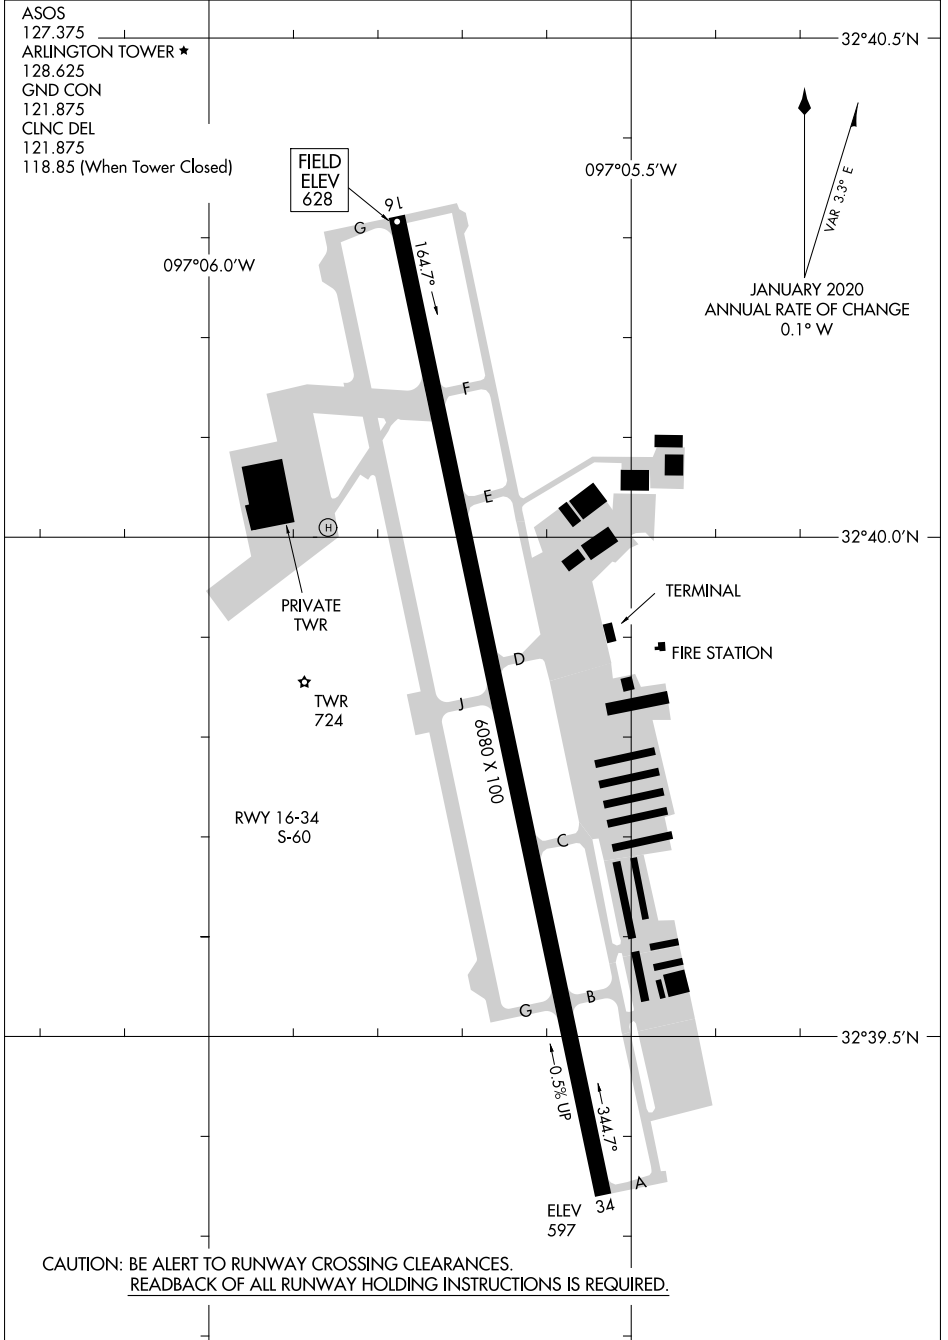 ASOS
127.375
ARLINGTON TOWER ★
128.625
GND CON
121.875
CLNC DEL
121.875
118.85 (When Tower Closed)
32°40.5'N
FIELD
ELEV
628
097°05.5'W
VAR 3.3° E
16
G
164.7°
097°06.0'W
JANUARY 2020
ANNUAL RATE OF CHANGE
0.1° W
F
E
H
32°40.0'N
PRIVATE
TWR
TERMINAL
FIRE STATION
D
TWR
724
J
6080 X 100
RWY 16-34
S-60
C
B
G
32°39.5'N
0.5% UP
344.7°
A
34
ELEV
597
CAUTION: BE ALERT TO RUNWAY CROSSING CLEARANCES.
READBACK OF ALL RUNWAY HOLDING INSTRUCTIONS IS REQUIRED.